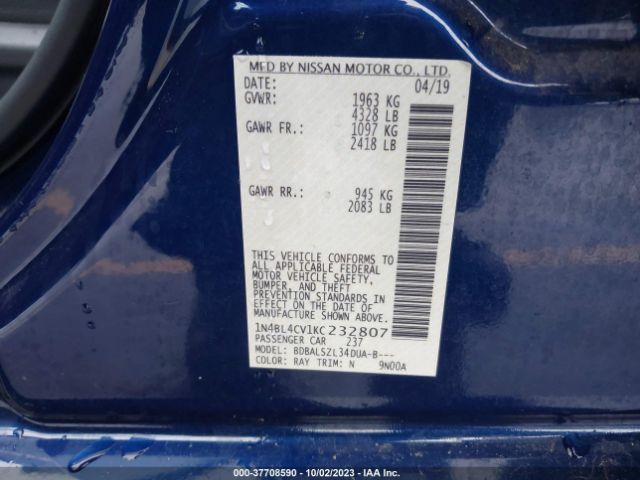 MFD BY NISSAN MOTOR CO., LTD.
DATE: 04/19
GVWR: 1963 KG
4328 LB
GAWR FR.: 1097 KG
2418 LB
GAWR RR.: 945 KG
2083 LB
THIS VEHICLE CONFORMS TO
ALL APPLICABLE FEDERAL
MOTOR VEHICLE SAFETY,
BUMPER, AND THEFT
PREVENTION STANDARDS IN
EFFECT ON THE DATE OF
MANUFACTURE SHOWN ABOVE.
1N4BL4CV1KC232807
PASSENGER CAR 237
MODEL: BDBALSZL34DUA-B---
COLOR: RAY TRIM: N 9N00A
000-37708590 - 10/02/2023 - IAA Inc.